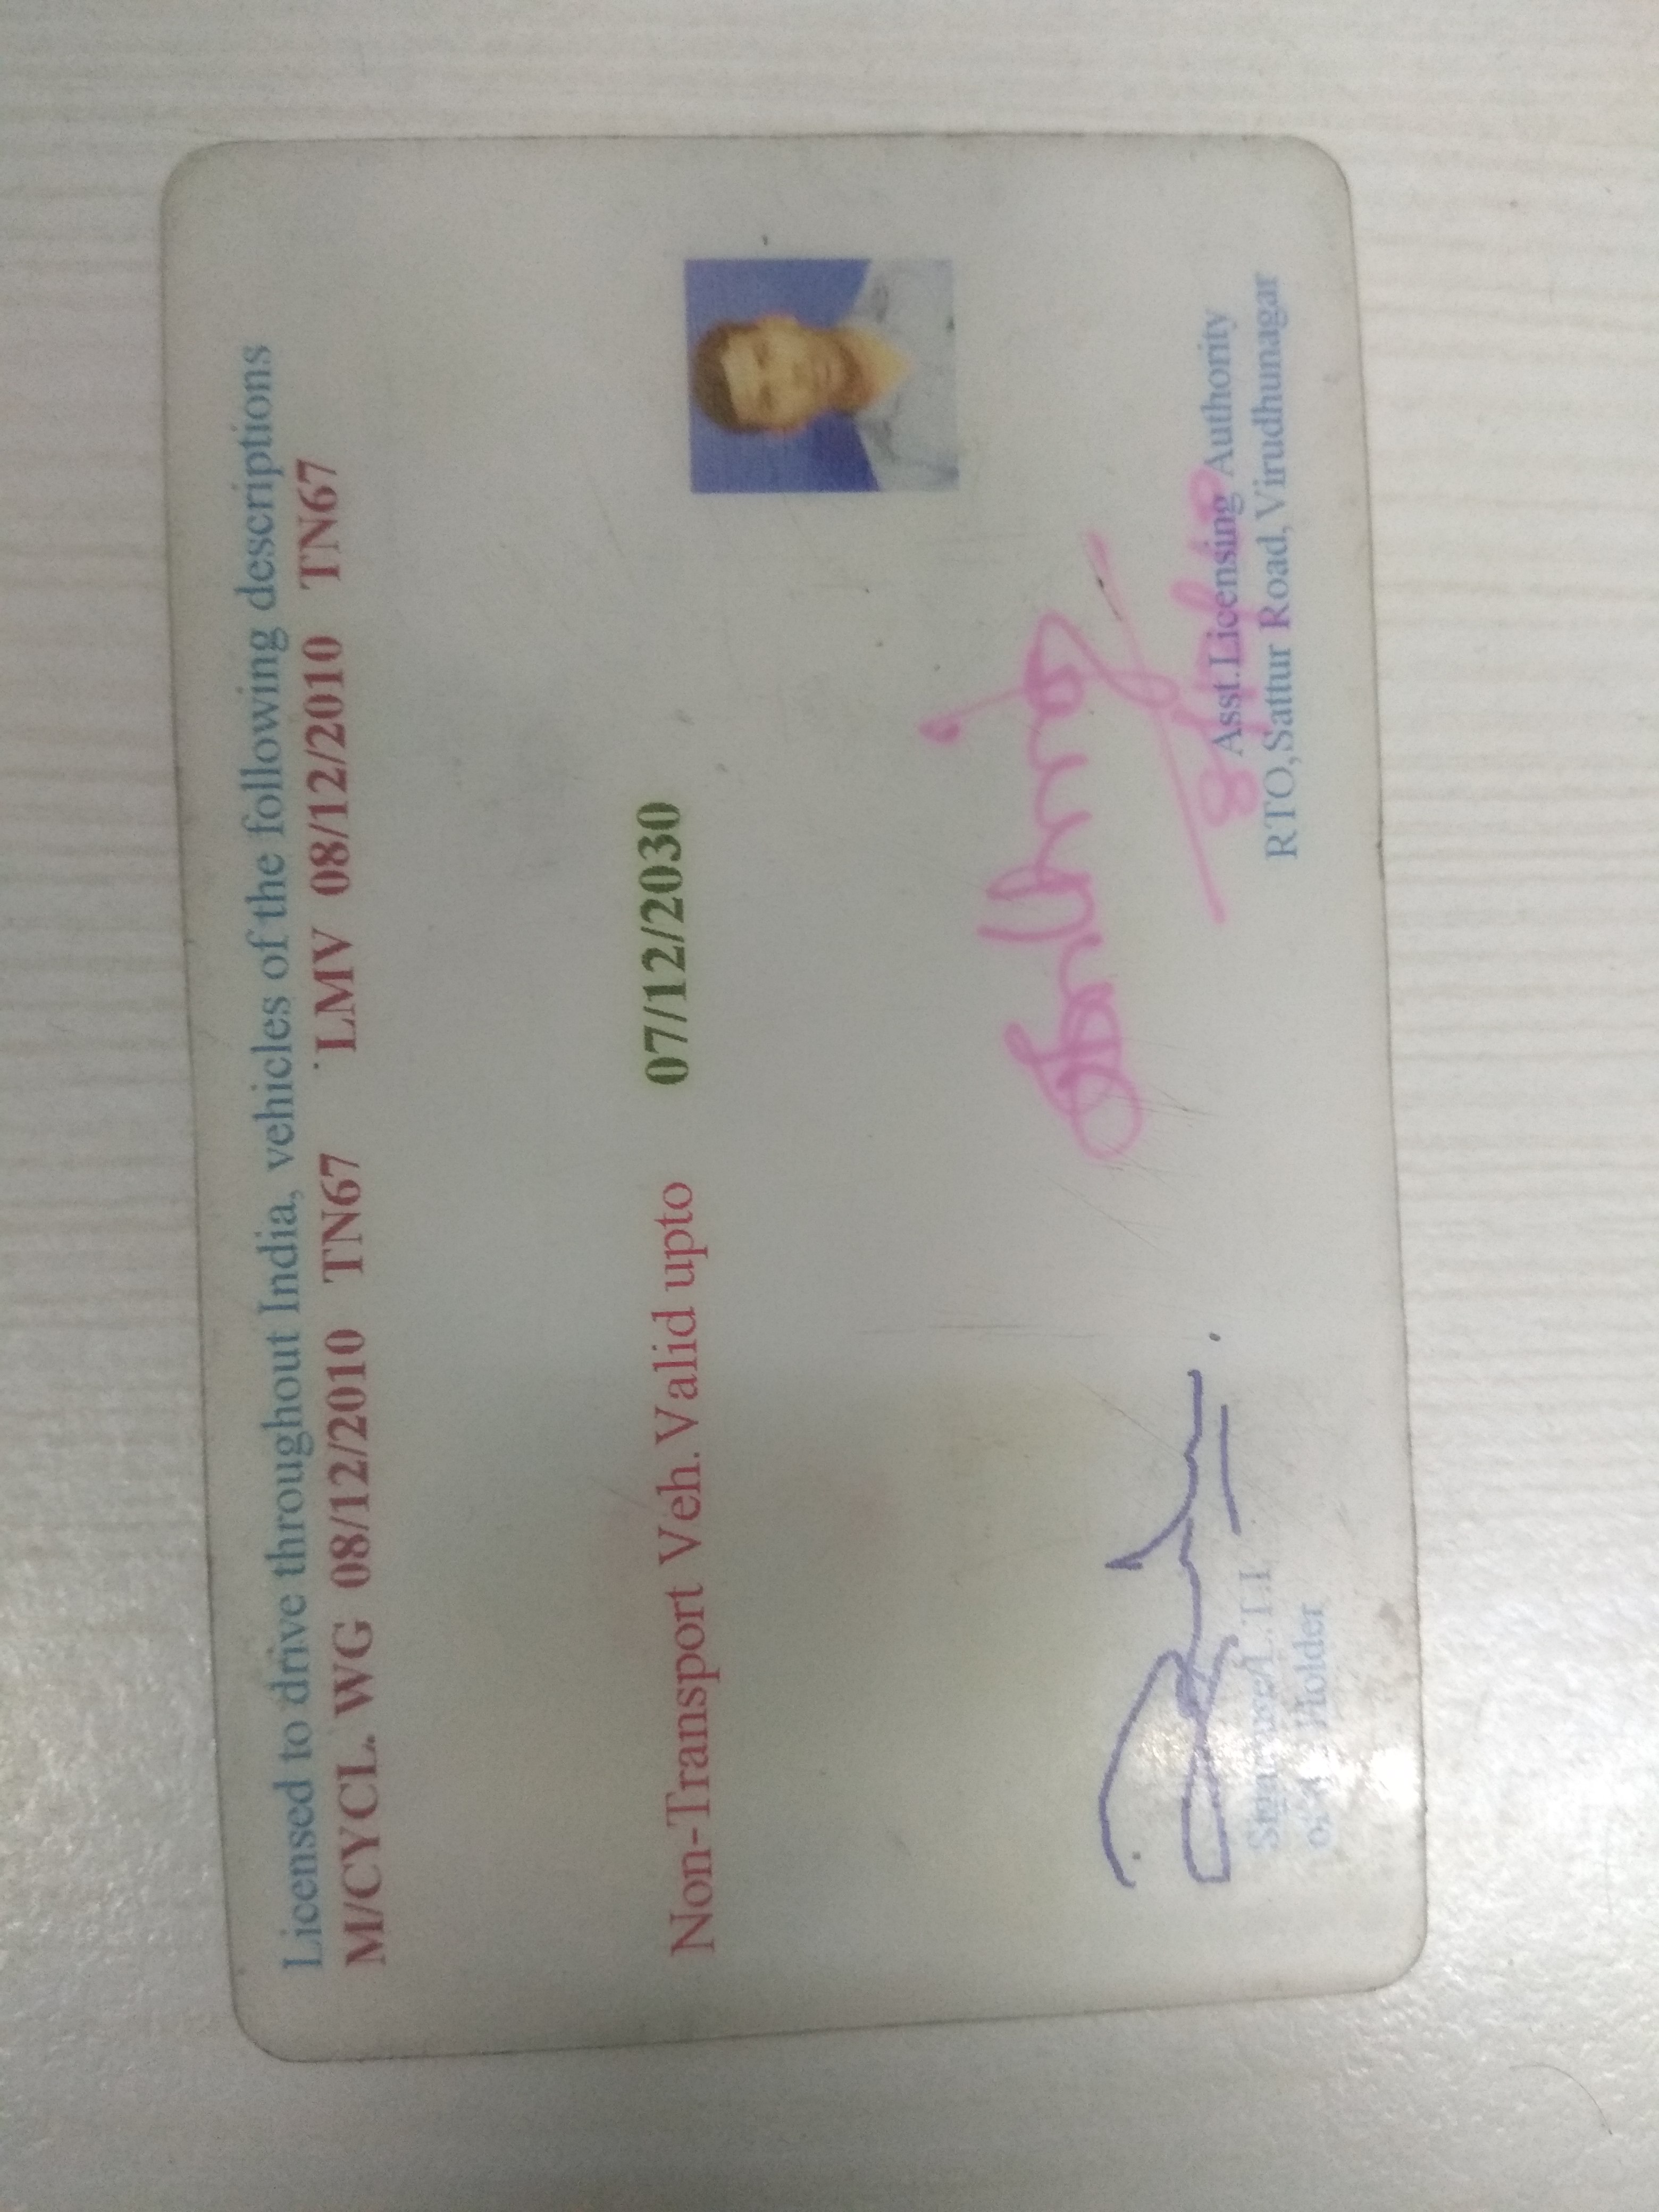 Licensed to drive throughout India, vehicles of the following descriptions
M/CYCL. WG 08/12/2010 TN67 LMV 08/12/2010 TN67
Non-Transport Veh. Valid upto 07/12/2030
Signature/L.T.I
Holder
Asst.Licensing Authority
RTO,Sattur Road,Virudhunagar